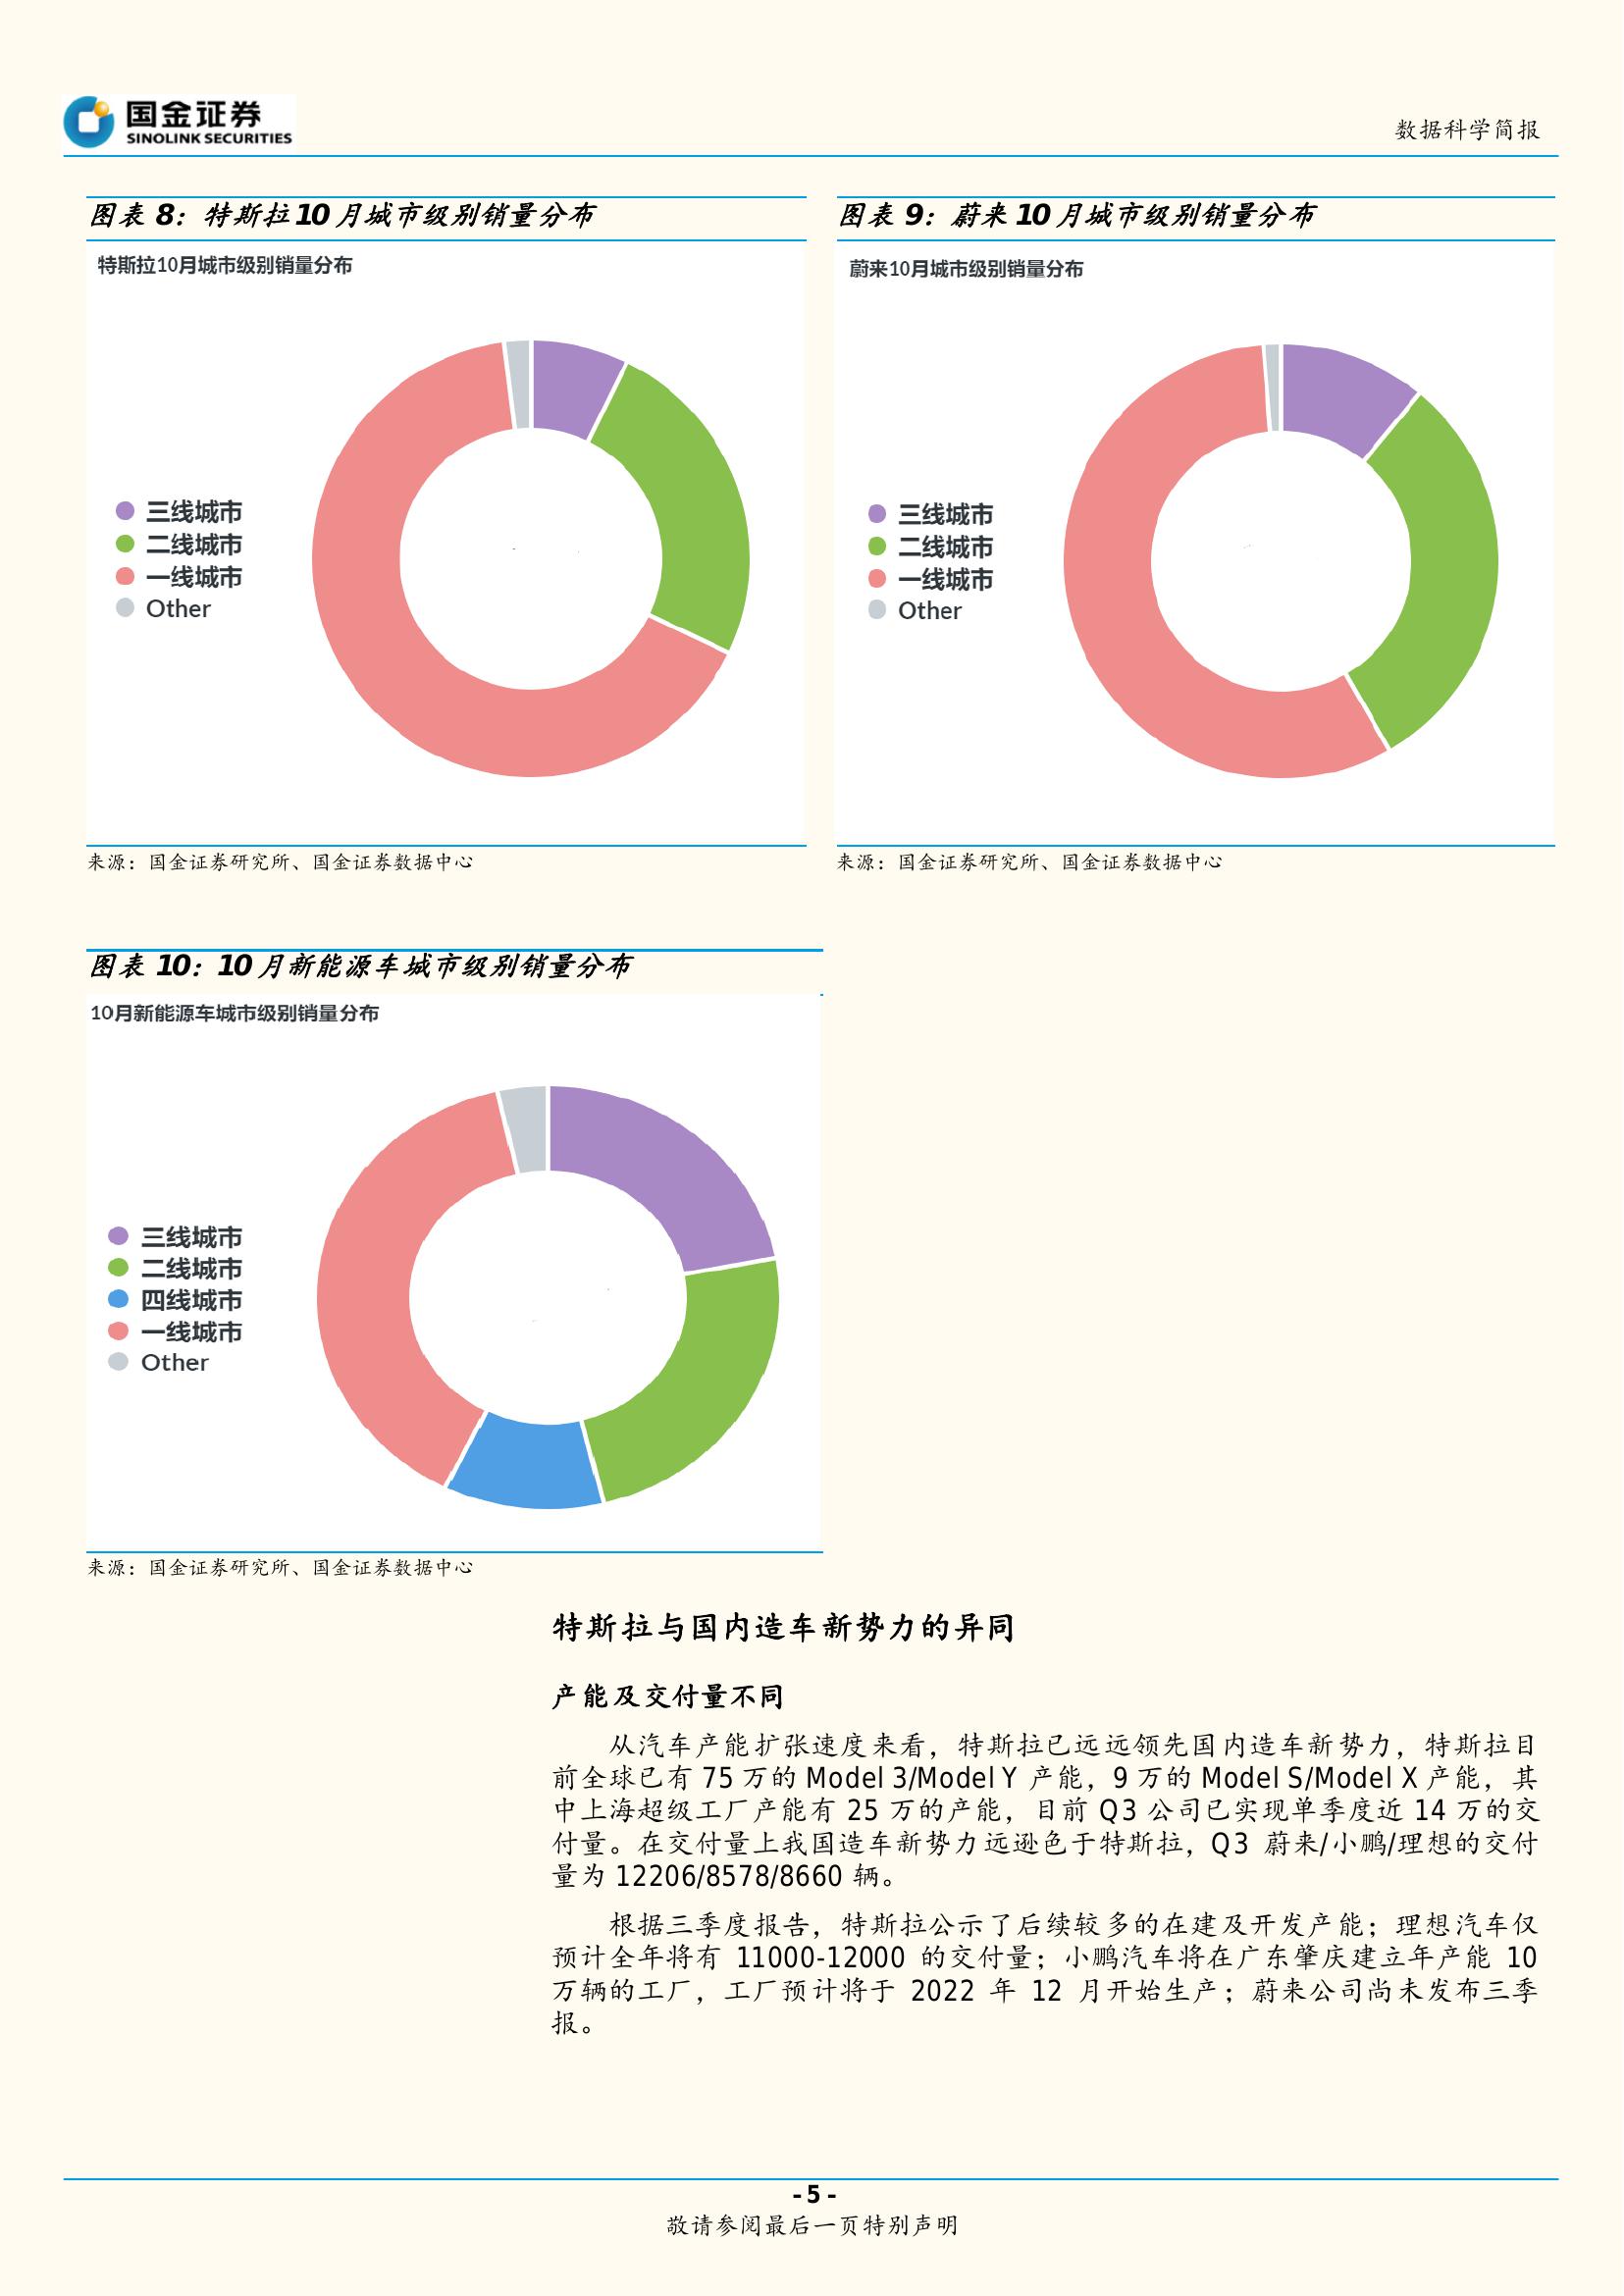 国金证券
SINOLINK SECURITIES
数据科学简报
图表 8：特斯拉10 月城市级别销量分布
特斯拉10月城市级别销量分布
三线城市
二线城市
一线城市
Other
来源：国金证券研究所、国金证券数据中心
图表 9：蔚来 10 月城市级别销量分布
蔚来10月城市级别销量分布
三线城市
二线城市
一线城市
Other
来源：国金证券研究所、国金证券数据中心
图表 10：10 月新能源车城市级别销量分布
10月新能源车城市级别销量分布
三线城市
二线城市
四线城市
一线城市
Other
来源：国金证券研究所、国金证券数据中心
特斯拉与国内造车新势力的异同
产能及交付量不同
从汽车产能扩张速度来看，特斯拉已远远领先国内造车新势力，特斯拉目
前全球已有 75 万的 Model 3/Model Y 产能，9 万的 Model S/Model X 产能，其
中上海超级工厂产能有 25 万的产能，目前 Q3 公司已实现单季度近 14 万的交
付量。在交付量上我国造车新势力远逊色于特斯拉，Q3 蔚来/小鹏/理想的交付
量为 12206/8578/8660 辆。
根据三季度报告，特斯拉公示了后续较多的在建及开发产能；理想汽车仅
预计全年将有 11000-12000 的交付量；小鹏汽车将在广东肇庆建立年产能 10
万辆的工厂，工厂预计将于 2022 年 12 月开始生产；蔚来公司尚未发布三季
报。
- 5 -
敬请参阅最后一页特别声明